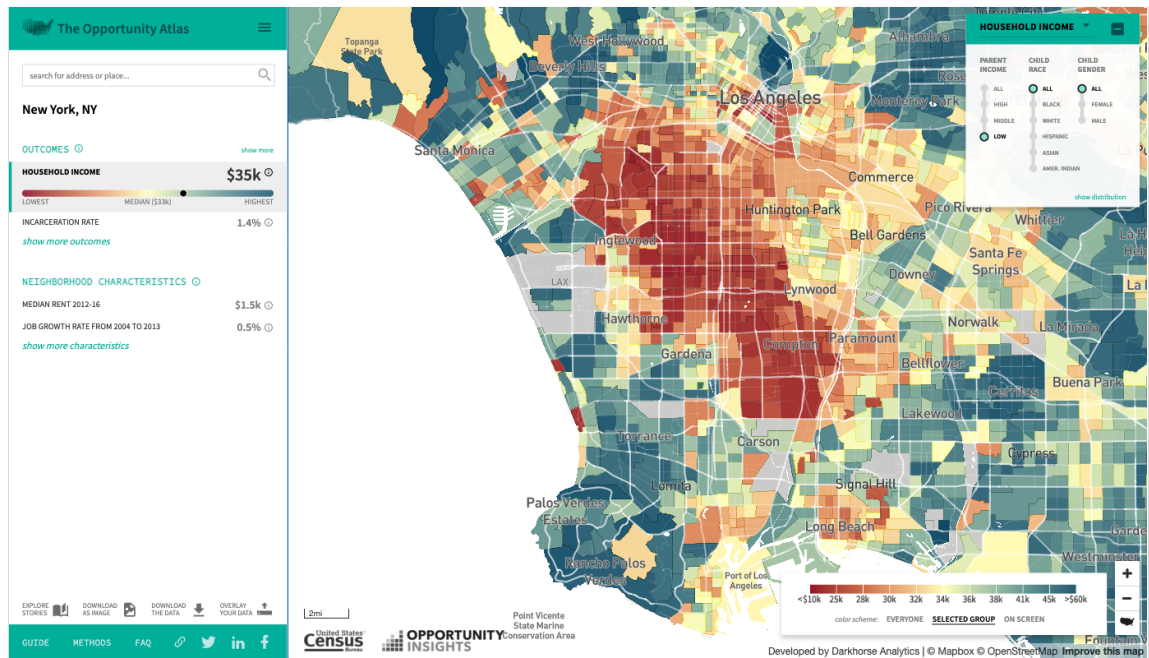 The Opportunity Atlas
search for address or place...
New York, NY
OUTCOMES
show more
HOUSEHOLD INCOME
$35k
LOWEST
MEDIAN ($33k)
HIGHEST
INCARCERATION RATE
1.4%
show more outcomes
NEIGHBORHOOD CHARACTERISTICS
MEDIAN RENT 2012-16
$1.5k
JOB GROWTH RATE FROM 2004 TO 2013
0.5%
show more characteristics
EXPLORE
STORIES
DOWNLOAD
AS IMAGE
DOWNLOAD
THE DATA
OVERLAY
YOUR DATA
GUIDE
METHODS
FAQ
Topanga
State Park
West Hollywood
Beverly Hills
Los Angeles
Alhambra
Temple City
Monterey Park
Santa Monica
Commerce
Huntington Park
Pico Rivera
Whittier
Bell Gardens
Inglewood
Santa Fe
Springs
Downey
LAX
Lynwood
Hawthorne
Norwalk
La Mirada
Paramount
Compton
Gardena
Bellflower
Cerritos
Buena Park
Lakewood
Torrance
Carson
Cypress
Lomita
Signal Hill
Palos Verdes
Estates
Long Beach
Rancho Palos
Verdes
Westminster
Port of Los
Angeles
Point Vicente
State Marine
Conservation Area
HOUSEHOLD INCOME
PARENT
INCOME
ALL
HIGH
MIDDLE
LOW
CHILD
RACE
ALL
BLACK
WHITE
HISPANIC
ASIAN
AMER. INDIAN
CHILD
GENDER
ALL
FEMALE
MALE
show distribution
<$10k 25k 28k 30k 32k 34k 36k 38k 41k 45k >$60k
color scheme: EVERYONE SELECTED GROUP ON SCREEN
2mi
United States
Census
Bureau
OPPORTUNITY
INSIGHTS
Developed by Darkhorse Analytics | © Mapbox © OpenStreetMap Improve this map